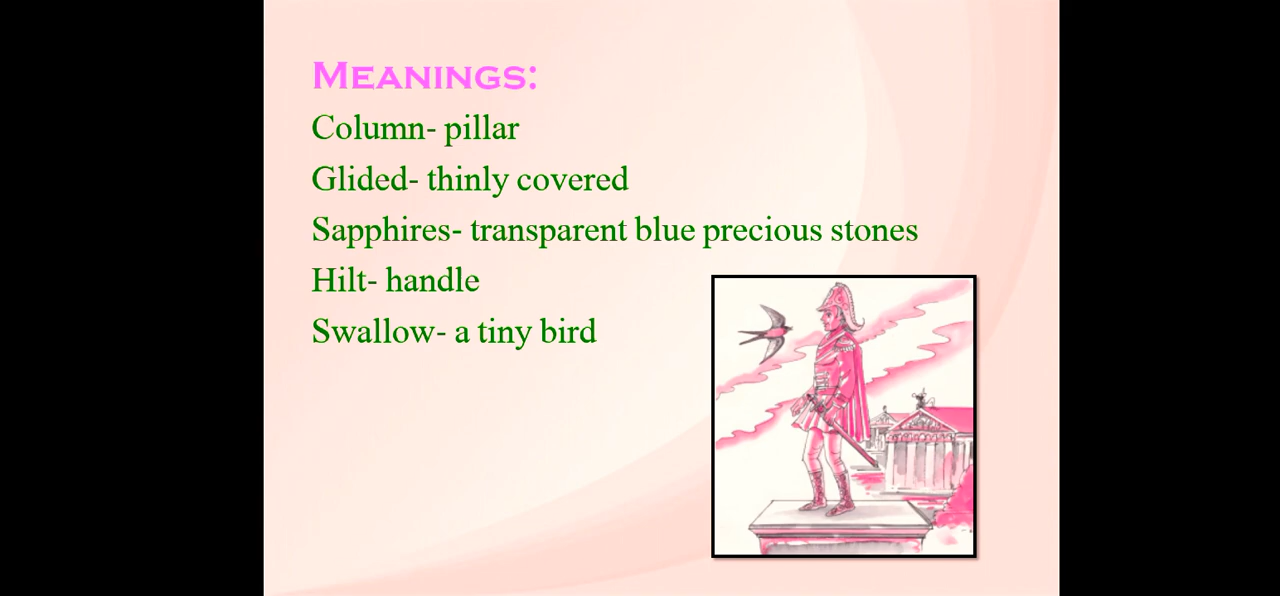 MEANINGS:
Column- pillar
Glided- thinly covered
Sapphires- transparent blue precious stones
Hilt- handle
Swallow- a tiny bird